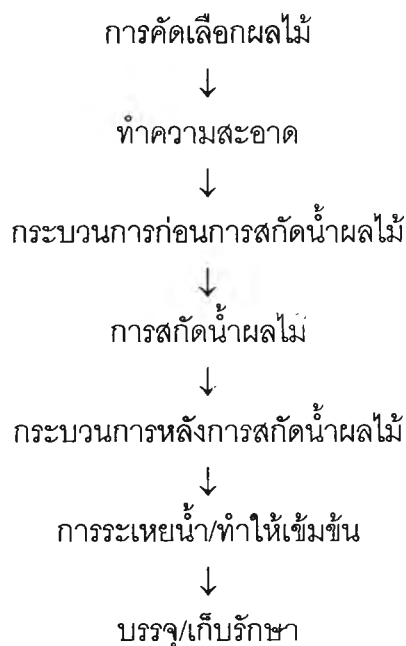 การคัดเลือกผลไม้
↓
ทำความสะอาด
↓
กระบวนการก่อนการสกัดน้ำผลไม้
↓
การสกัดน้ำผลไม้
↓
กระบวนการหลังการสกัดน้ำผลไม้
↓
การระเหยน้ำ/ทำให้เข้มข้น
↓
บรรจุ/เก็บรักษา